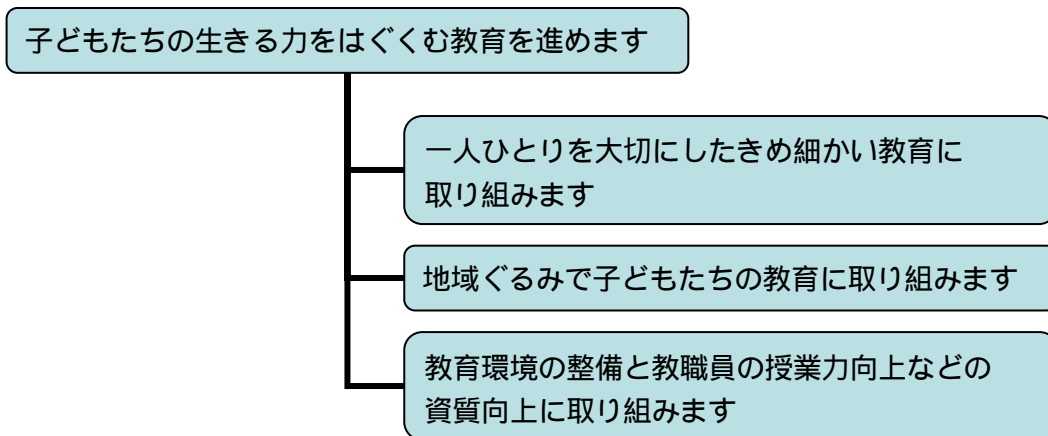 子どもたちの生きる力をはぐくむ教育を進めます
一人ひとりを大切にしたきめ細かい教育に
取り組みます
地域ぐるみで子どもたちの教育に取り組みます
教育環境の整備と教職員の授業力向上などの
資質向上に取り組みます